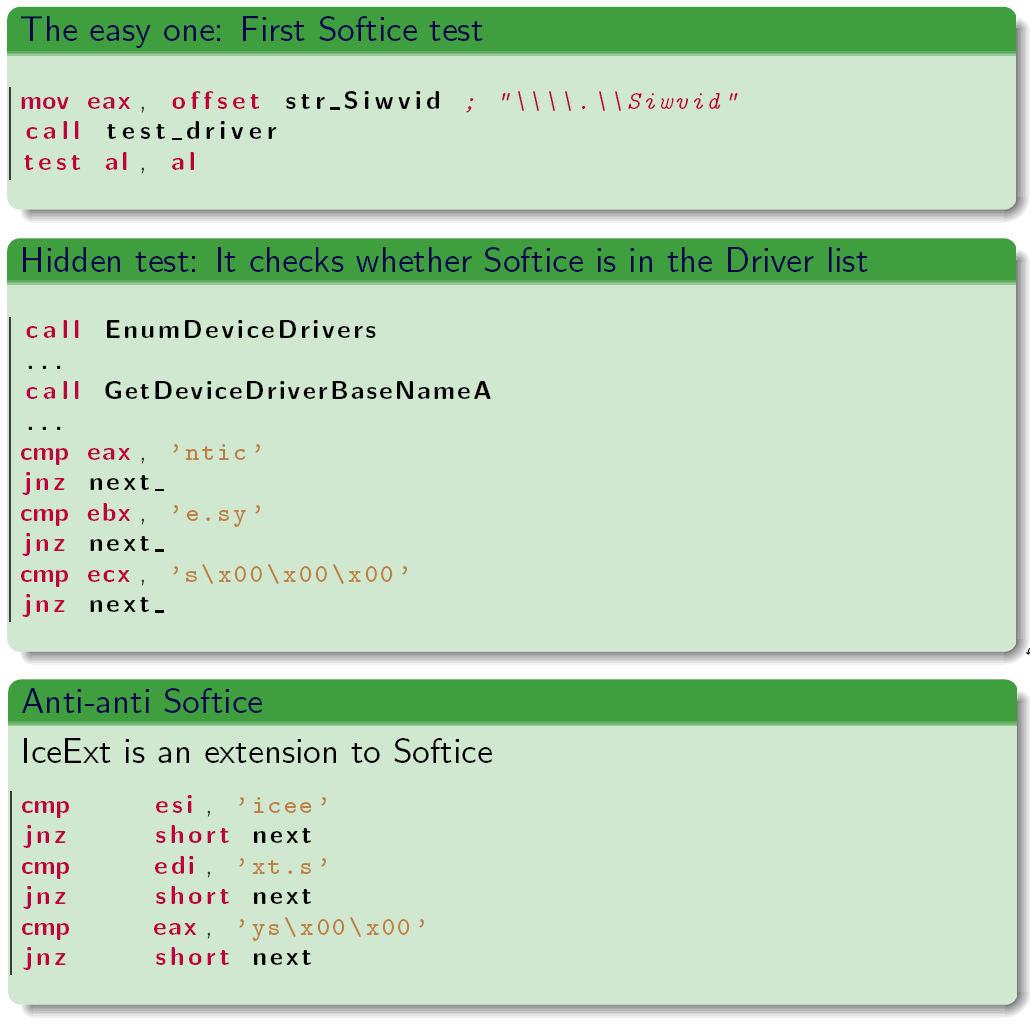 The easy one: First Softice test
mov eax, offset str_Siwvid ; "\\\\.\\Siwvid"
call test_driver
test al, al
Hidden test: It checks whether Softice is in the Driver list
call EnumDeviceDrivers
...
call GetDeviceDriverBaseNameA
...
cmp eax, 'ntic'
jnz next_
cmp ebx, 'e.sy'
jnz next_
cmp ecx, 's\x00\x00\x00'
jnz next_
Anti-anti Softice
IceExt is an extension to Softice
cmp esi, 'icee'
jnz short next
cmp edi, 'xt.s'
jnz short next
cmp eax, 'ys\x00\x00'
jnz short next